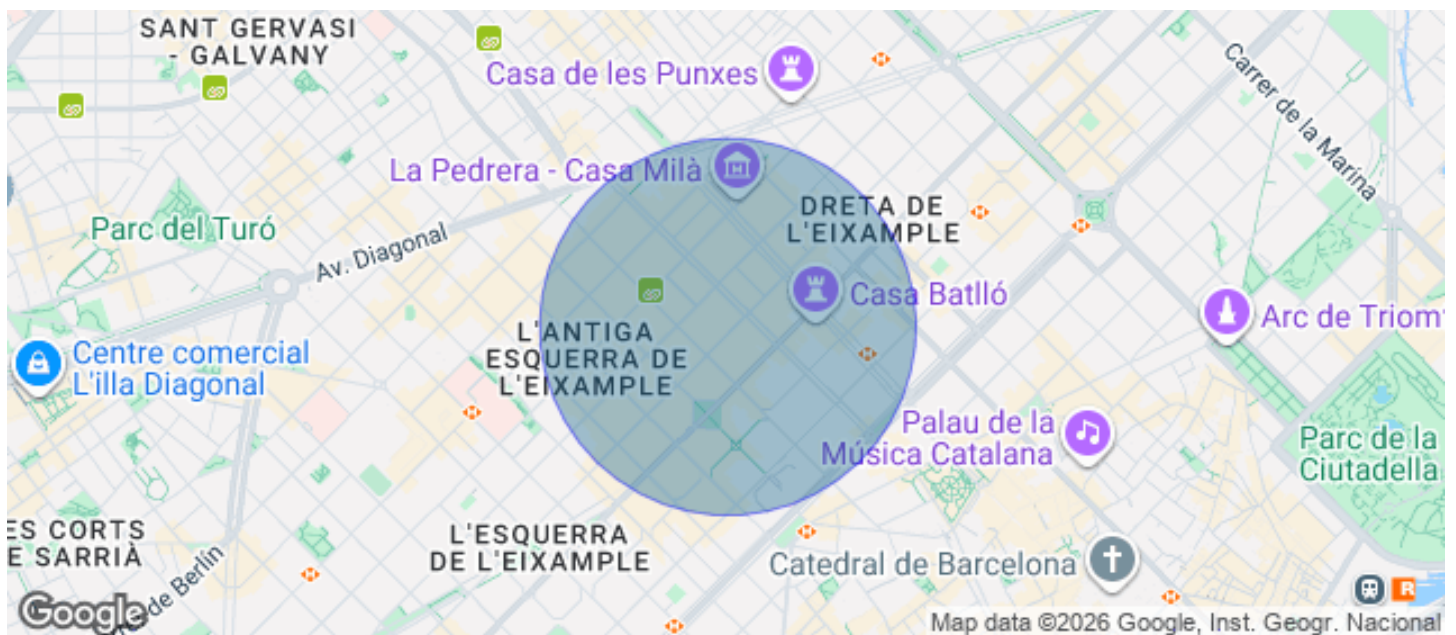 SANT GERVASI
- GALVANY
Casa de les Punxes
Carrer de la Marina
La Pedrera - Casa Milà
DRETA DE
L'EIXAMPLE
Parc del Turó
Av. Diagonal
Casa Batlló
Arc de Triom
L'ANTIGA
ESQUERRA DE
L'EIXAMPLE
Centre comercial
L'illa Diagonal
Palau de la
Música Catalana
Parc de la
Ciutadella
ES CORTS
E SARRIÀ
L'ESQUERRA
DE L'EIXAMPLE
Catedral de Barcelona
de Berlín
R
Google
Map data ©2026 Google, Inst. Geogr. Nacional